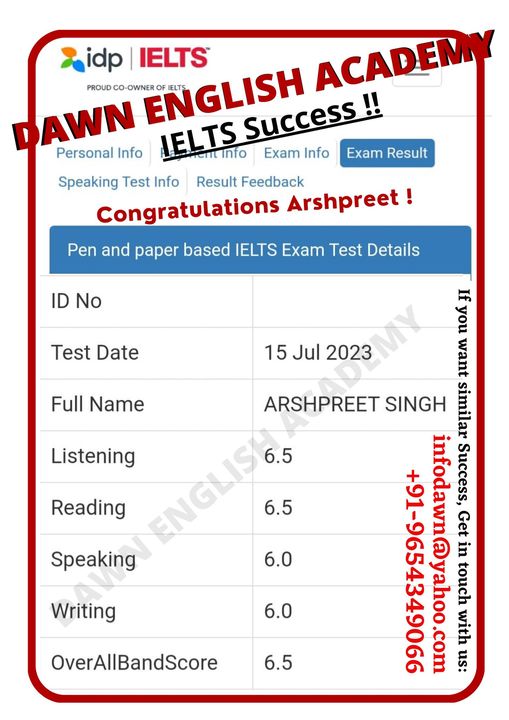 idp | IELTS™
PROUD CO-OWNER OF IELTS
DAWN ENGLISH ACADEMY
IELTS Success !!
Personal Info
Payment Info
Exam Info
Exam Result
Speaking Test Info
Result Feedback
Congratulations Arshpreet !
Pen and paper based IELTS Exam Test Details
ID No
Test Date 15 Jul 2023
Full Name ARSHPREET SINGH
Listening 6.5
Reading 6.5
Speaking 6.0
Writing 6.0
OverAllBandScore 6.5
DAWN ENGLISH ACADEMY
If you want similar Success, Get in touch with us:
infodawn@yahoo.com
+91-9654349066